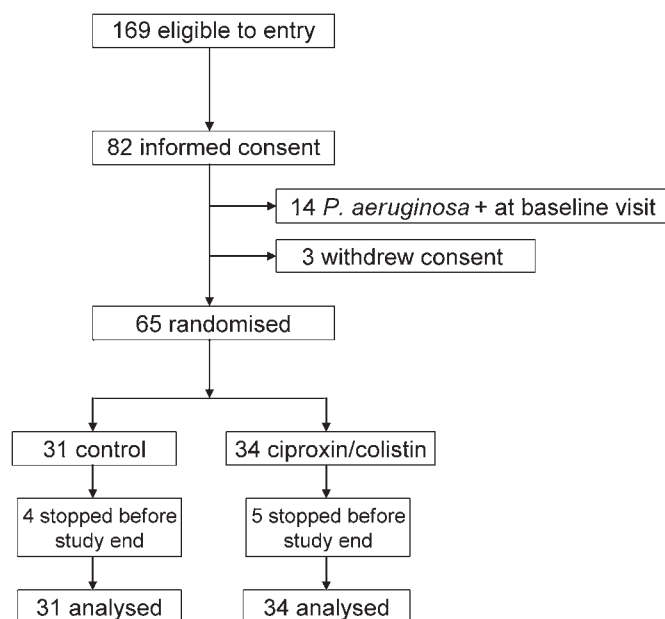 169 eligible to entry
82 informed consent
14 P. aeruginosa + at baseline visit
3 withdrew consent
65 randomised
31 control
34 ciproxin/colistin
4 stopped before
study end
5 stopped before
study end
31 analysed
34 analysed